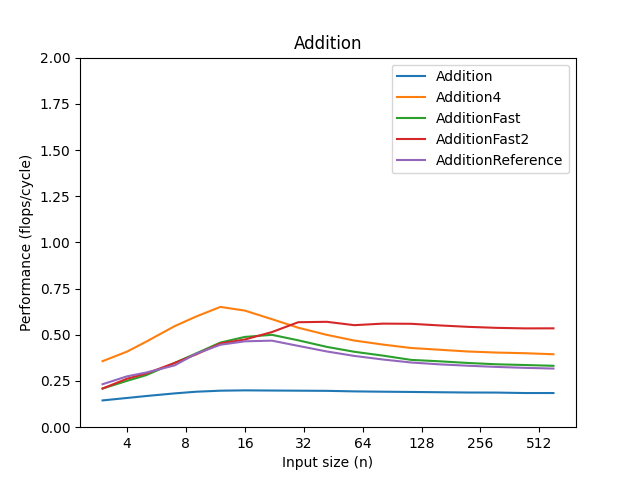 Addition
2.00
1.75
1.50
1.25
1.00
0.75
0.50
0.25
0.00
Performance (flops/cycle)
Addition
Addition4
AdditionFast
AdditionFast2
AdditionReference
4 8 16 32 64 128 256 512
Input size (n)